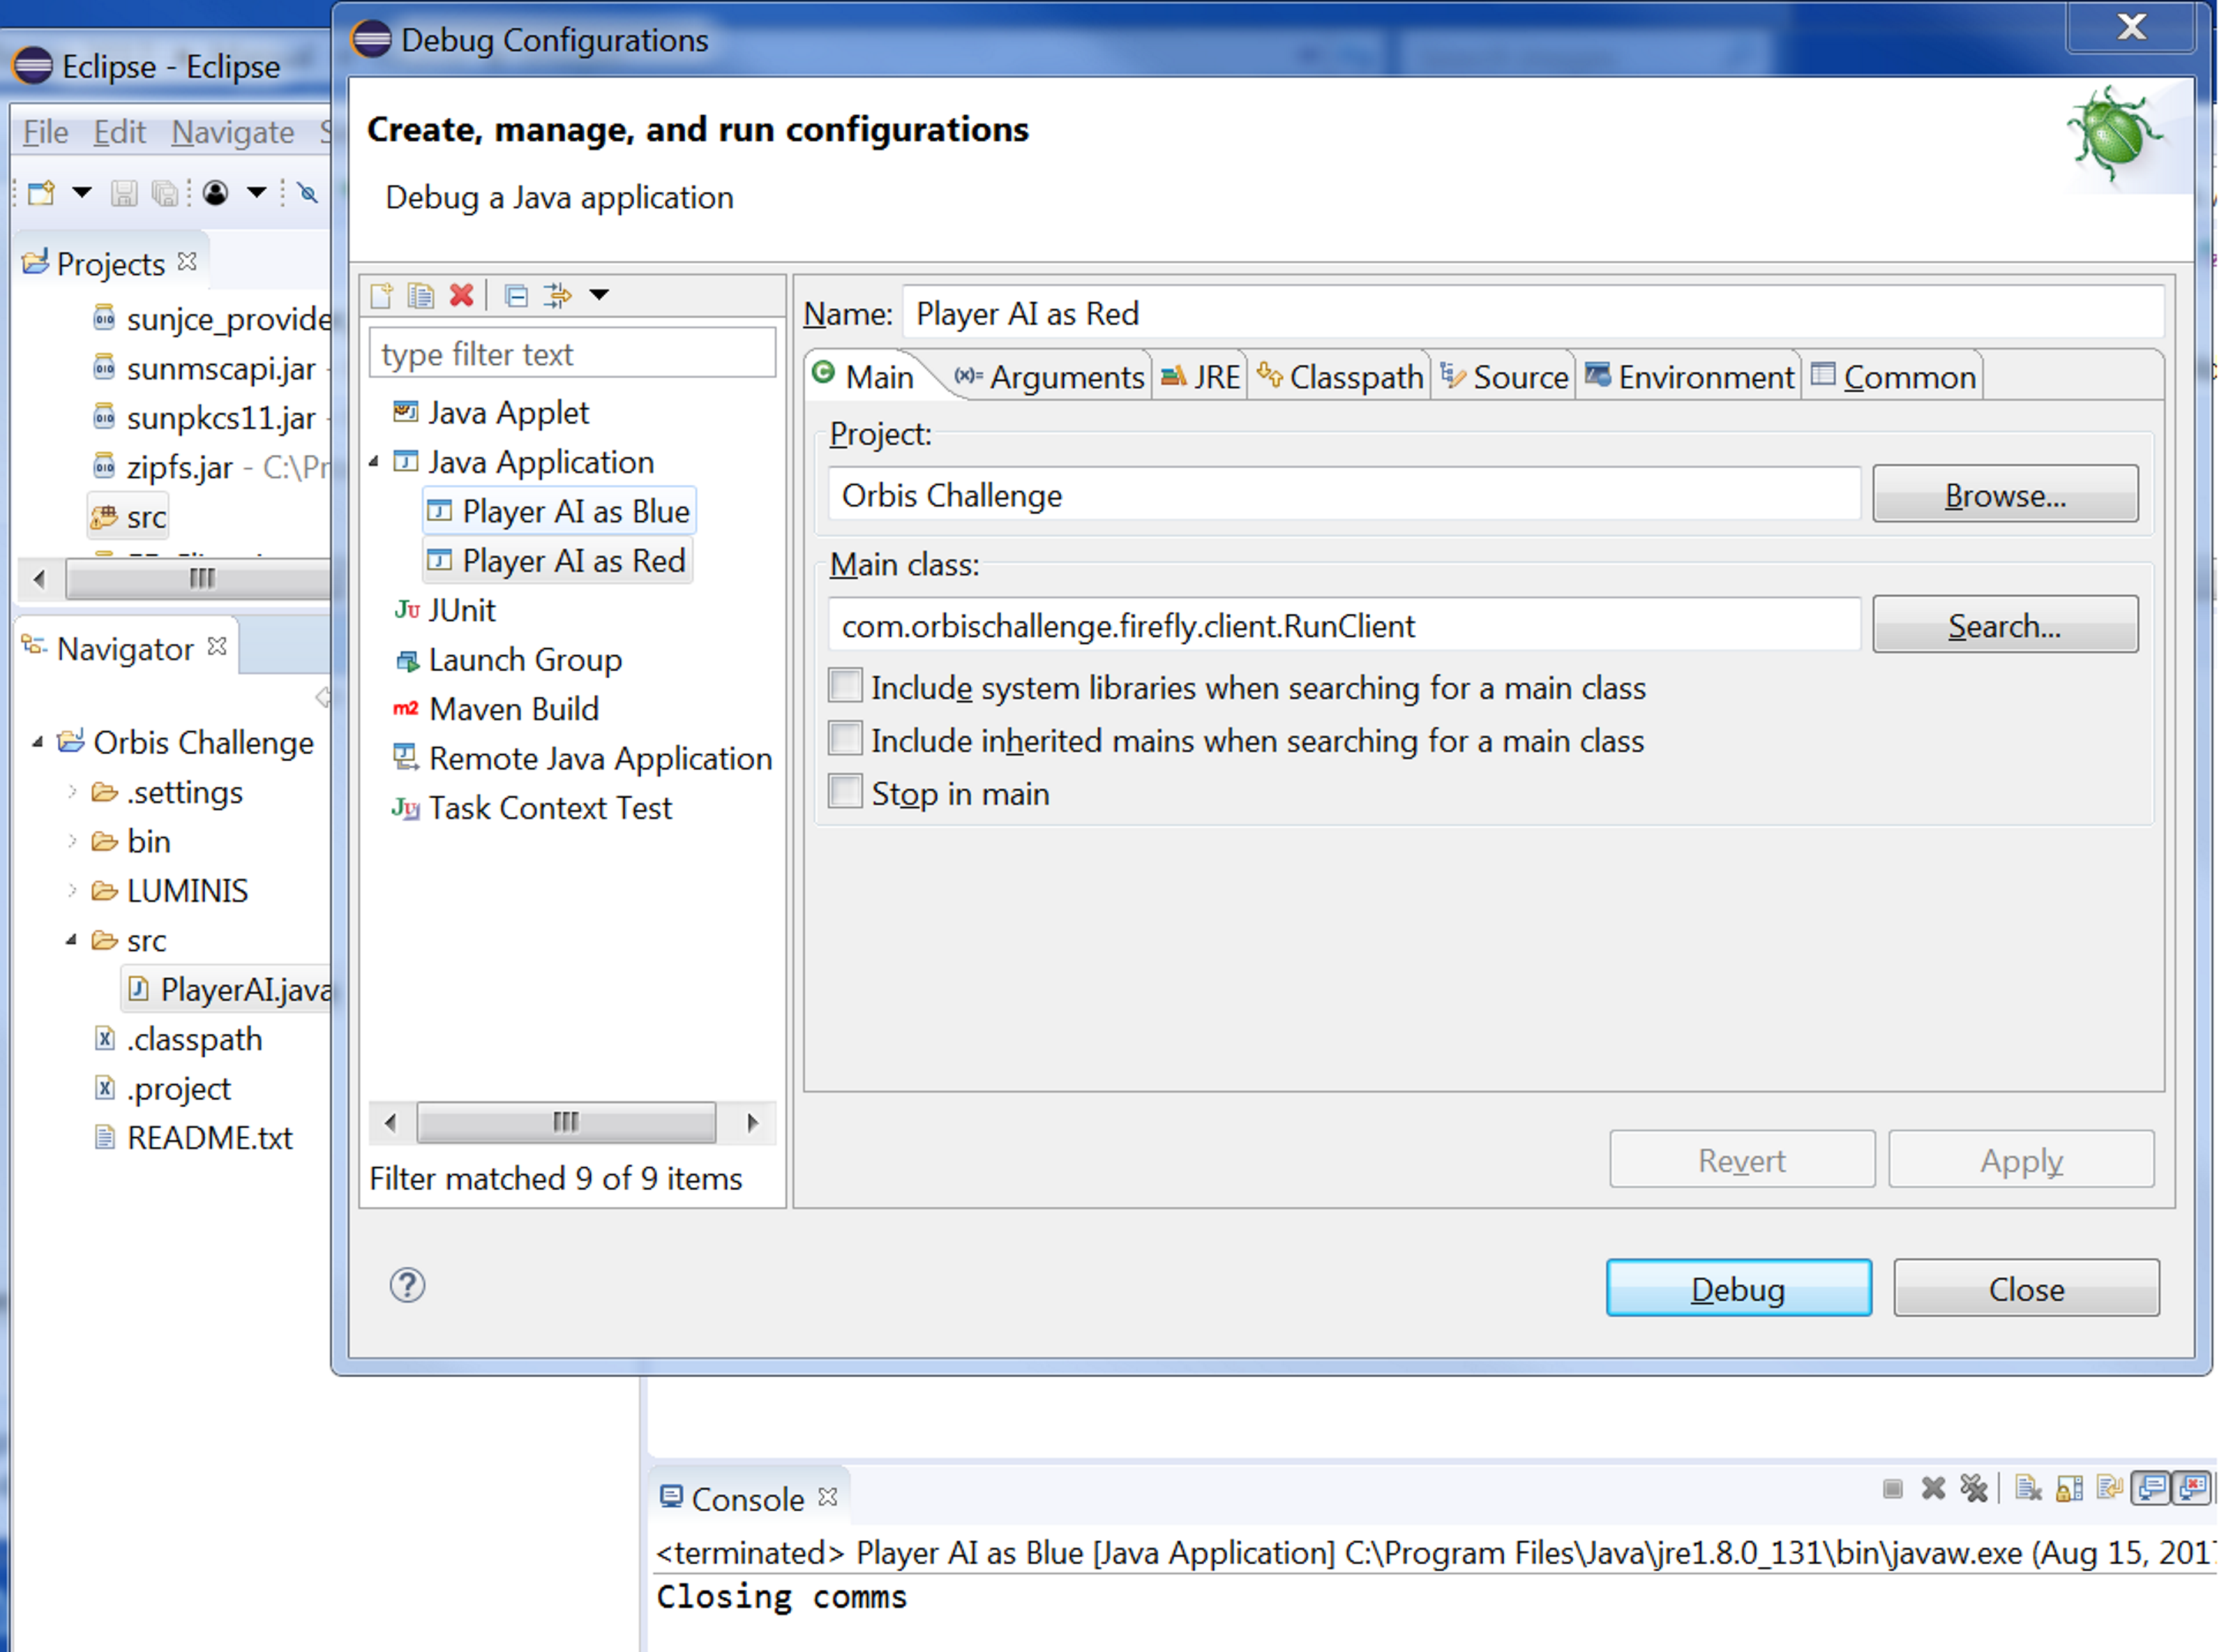 Eclipse - Eclipse
Debug Configurations
File Edit Navigate
Create, manage, and run configurations
Debug a Java application
Projects
sunmscapi.jar -
sunpkcs11.jar -
zipfs.jar - C:\Pr
src
Navigator
Orbis Challenge
.settings
bin
LUMINIS
src
PlayerAI.java
.classpath
.project
README.txt
type filter text
Java Applet
Java Application
Player AI as Blue
Player AI as Red
JUnit
Launch Group
Maven Build
Remote Java Application
Task Context Test
Filter matched 9 of 9 items
Name: Player AI as Red
Main (x)= Arguments JRE Classpath Source Environment Common
Project:
Orbis Challenge Browse...
Main class:
com.orbischallenge.firefly.client.RunClient Search...
Include system libraries when searching for a main class
Include inherited mains when searching for a main class
Stop in main
Revert Apply
Debug Close
Console
<terminated> Player AI as Blue [Java Application] C:\Program Files\Java\jre1.8.0_131\bin\javaw.exe (Aug 15, 201
Closing comms